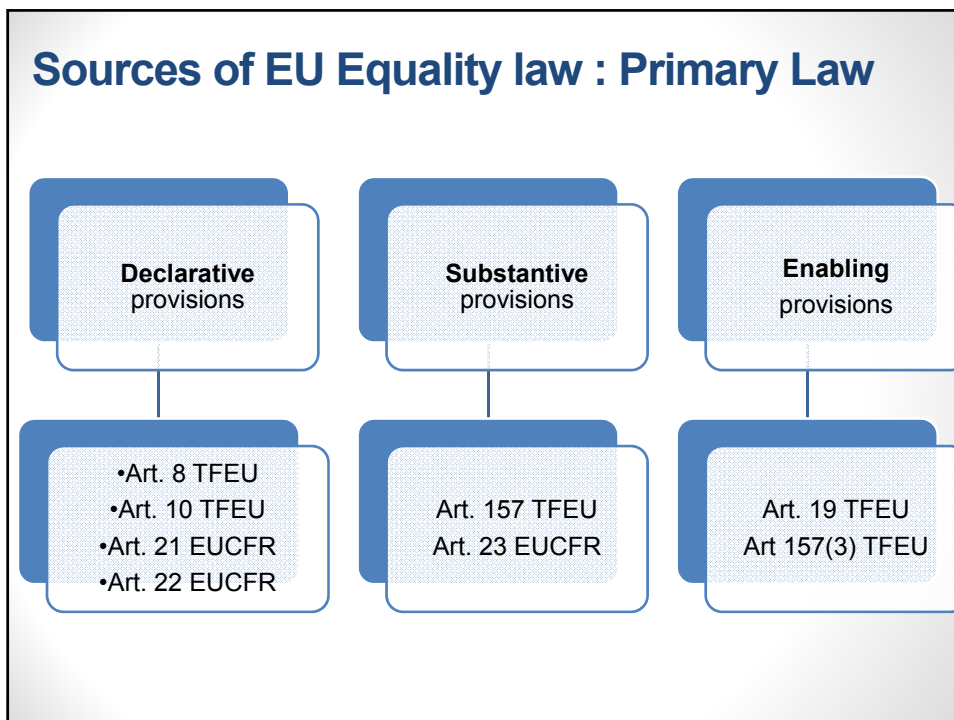 Sources of EU Equality law : Primary Law
Declarative
provisions
Substantive
provisions
Enabling
provisions
•Art. 8 TFEU
•Art. 10 TFEU
•Art. 21 EUCFR
•Art. 22 EUCFR
Art. 157 TFEU
Art. 23 EUCFR
Art. 19 TFEU
Art 157(3) TFEU